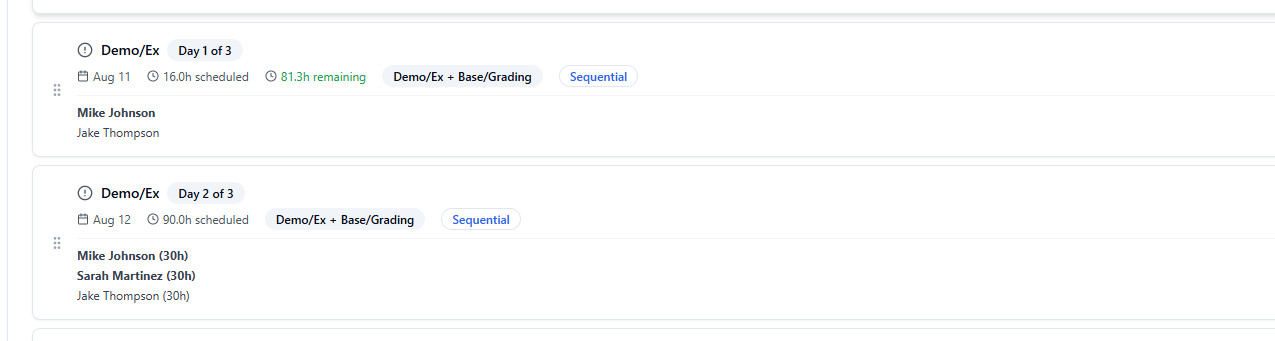 Demo/Ex Day 1 of 3
Aug 11 16.0h scheduled 81.3h remaining Demo/Ex + Base/Grading Sequential
Mike Johnson
Jake Thompson
Demo/Ex Day 2 of 3
Aug 12 90.0h scheduled Demo/Ex + Base/Grading Sequential
Mike Johnson (30h)
Sarah Martinez (30h)
Jake Thompson (30h)